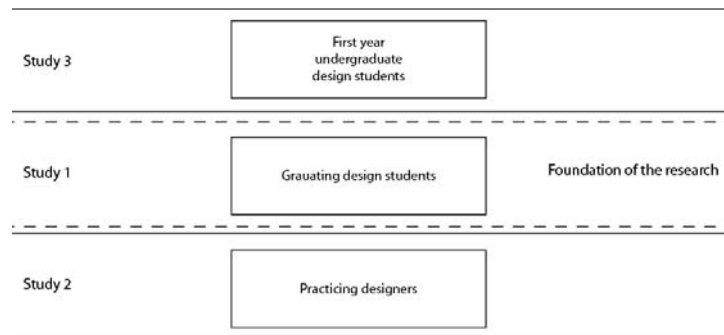 Study 3
First year
undergraduate
design students
Study 1
Grauating design students
Foundation of the research
Study 2
Practicing designers